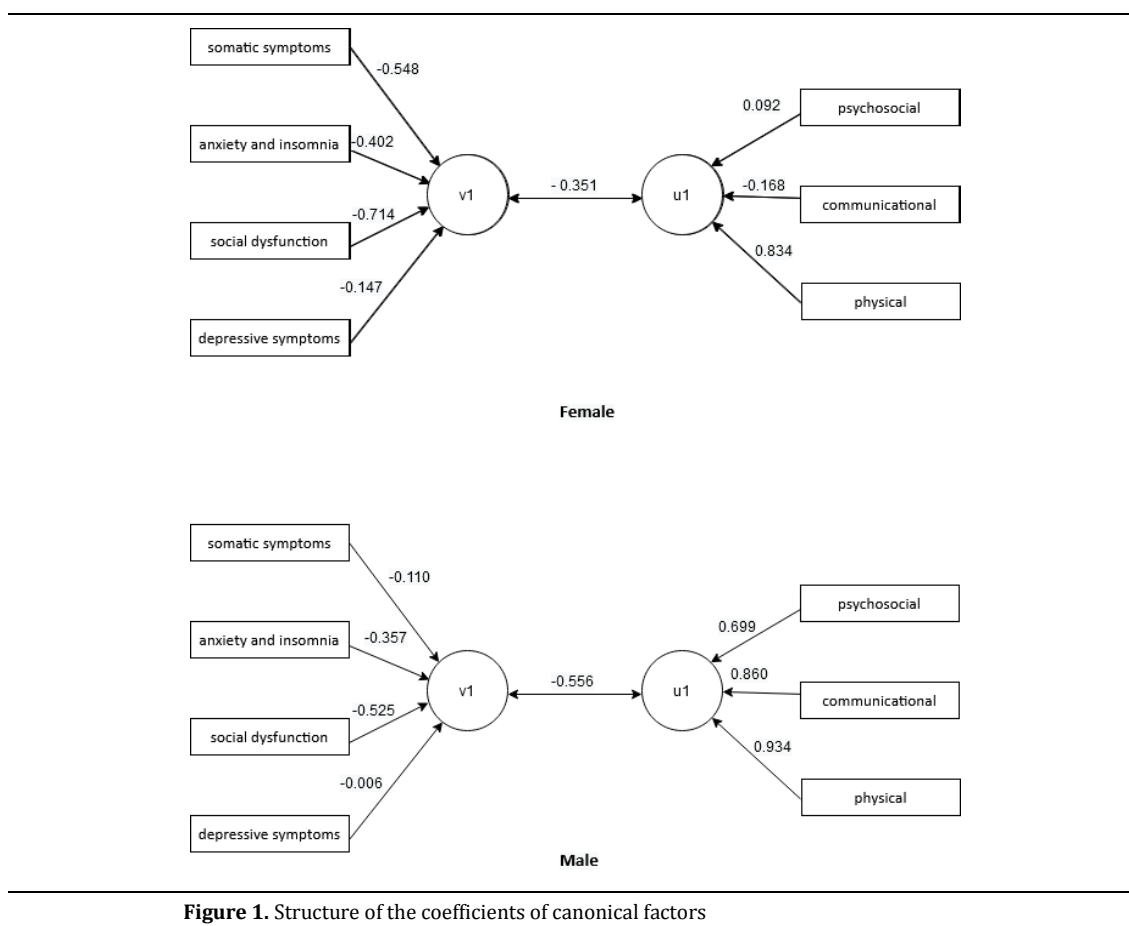 somatic symptoms
-0.548
psychosocial
0.092
anxiety and insomnia
-0.402
v1
- 0.351
u1
-0.168
communicational
social dysfunction
-0.714
0.834
-0.147
physical
depressive symptoms
Female
somatic symptoms
-0.110
psychosocial
0.699
anxiety and insomnia
-0.357
v1
-0.556
u1
0.860
communicational
social dysfunction
-0.525
0.934
-0.006
physical
depressive symptoms
Male
Figure 1. Structure of the coefficients of canonical factors